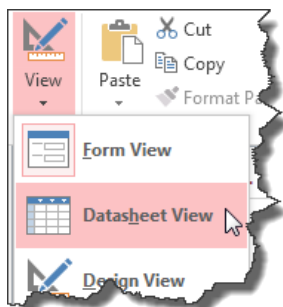 Cut
Copy
Format Pa
View
Paste
Form View
Datasheet View
Design View